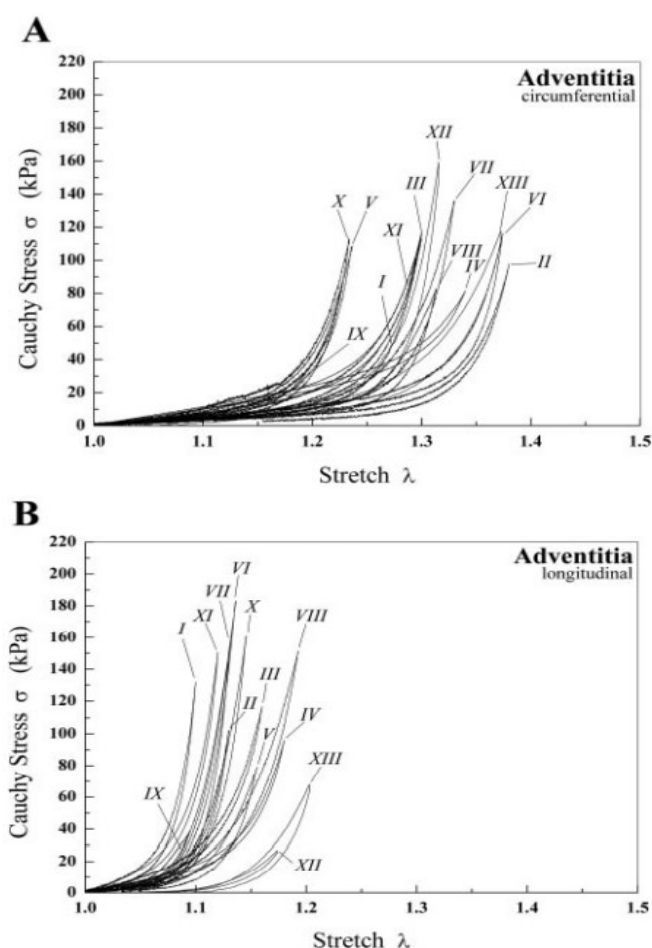 A
220
200
180
160
140
120
100
80
60
40
20
0
Cauchy Stress σ (kPa)
Adventitia
circumferential
XII
VII
XIII
III
VI
X V
XI
VIII
I
IV
II
IX
1.0 1.1 1.2 1.3 1.4 1.5
Stretch λ
B
220
200
180
160
140
120
100
80
60
40
20
0
Cauchy Stress σ (kPa)
Adventitia
longitudinal
VI
VII
X
XI
VIII
I
III
II
IV
V
XIII
IX
XII
1.0 1.1 1.2 1.3 1.4 1.5
Stretch λ